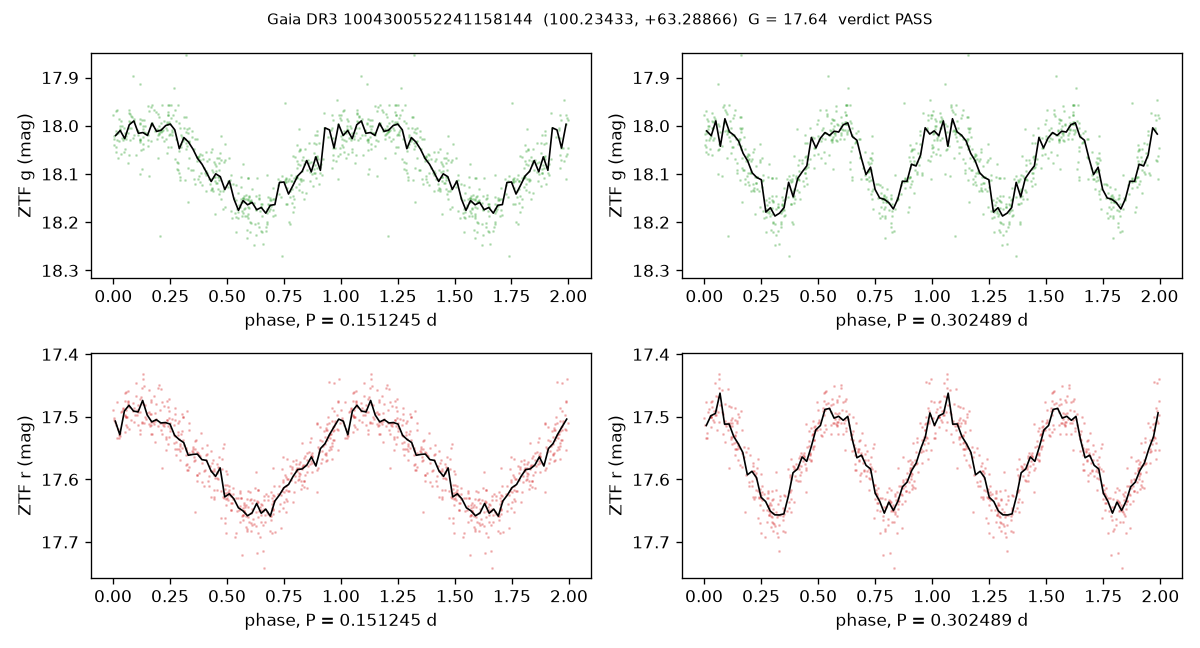 Gaia DR3 1004300552241158144 (100.23433, +63.28866) G = 17.64 verdict PASS
ZTF g (mag)
17.9
18.0
18.1
18.2
18.3
0.00 0.25 0.50 0.75 1.00 1.25 1.50 1.75 2.00
phase, P = 0.151245 d
ZTF g (mag)
17.9
18.0
18.1
18.2
18.3
0.00 0.25 0.50 0.75 1.00 1.25 1.50 1.75 2.00
phase, P = 0.302489 d
ZTF r (mag)
17.4
17.5
17.6
17.7
0.00 0.25 0.50 0.75 1.00 1.25 1.50 1.75 2.00
phase, P = 0.151245 d
ZTF r (mag)
17.4
17.5
17.6
17.7
0.00 0.25 0.50 0.75 1.00 1.25 1.50 1.75 2.00
phase, P = 0.302489 d